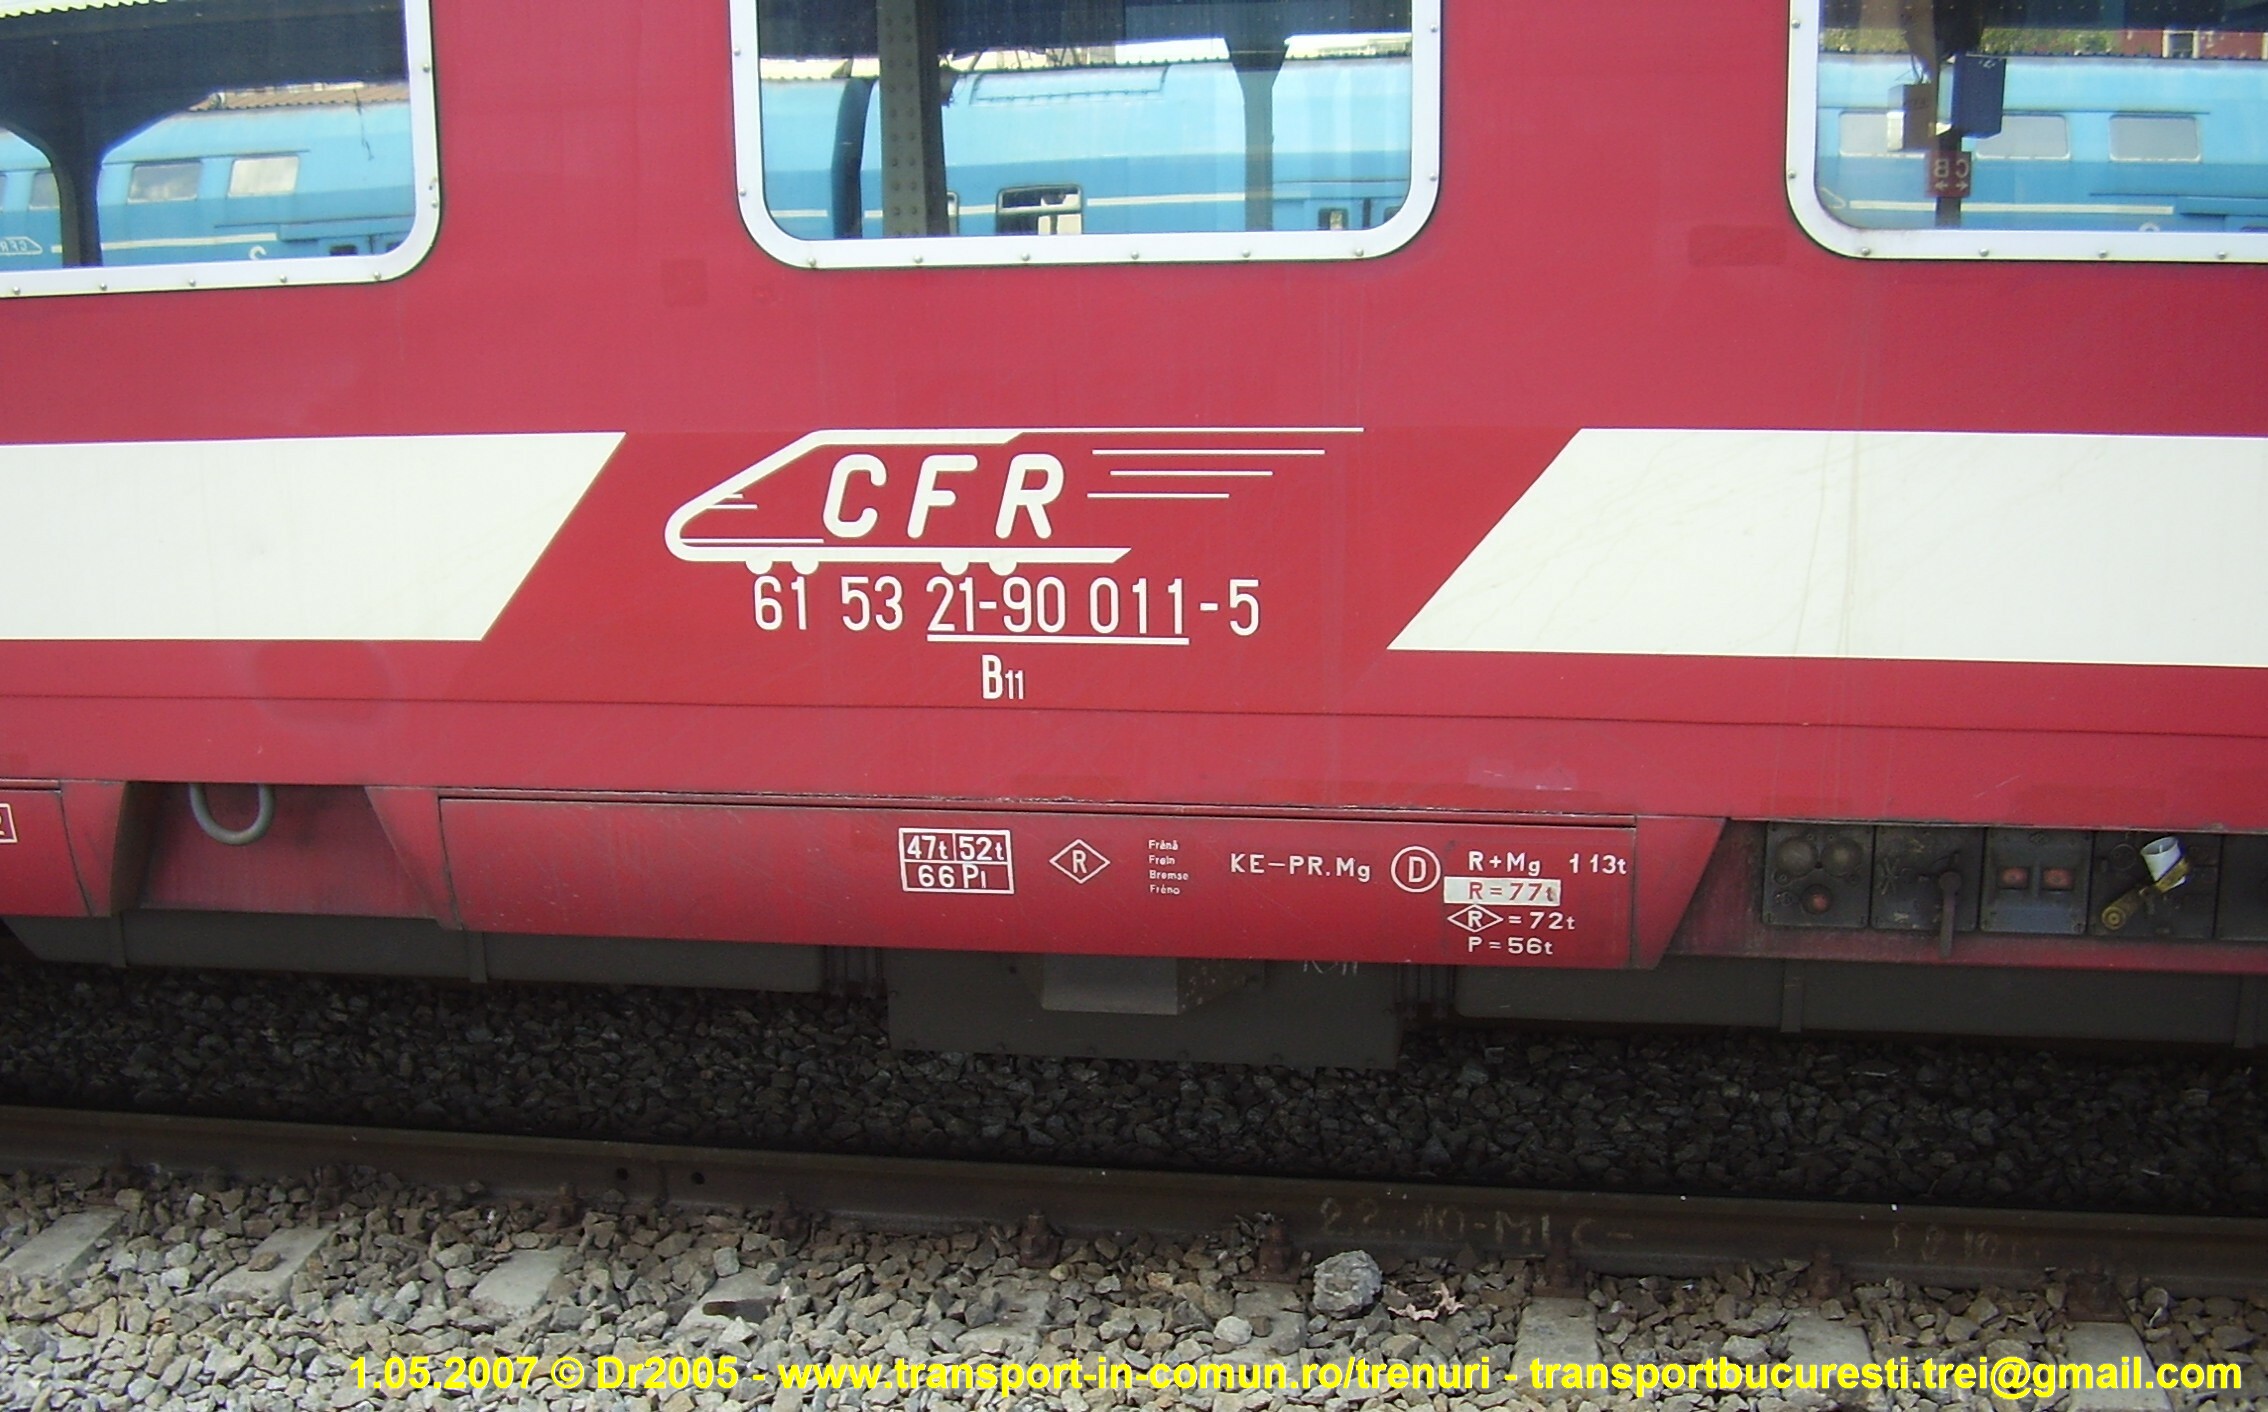 CFR
61 53 21-90 011-5
B11
47t 52t
66 Pl
R
Frână
Frein
Bremse
Freno
KE-PR.Mg
D
R+Mg 113t
R=77t
R =72t
P=56t
1.05.2007 © Dr2005 - www.transport-in-comun.ro/trenuri - transportbucuresti.trei@gmail.com